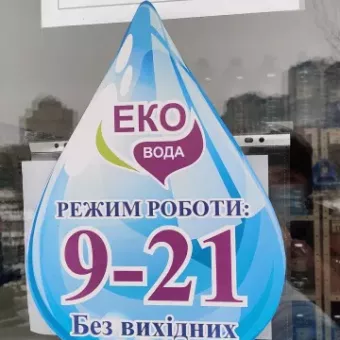 ЕКО
ВОДА
РЕЖИМ РОБОТИ:
9-21
Без вихідних